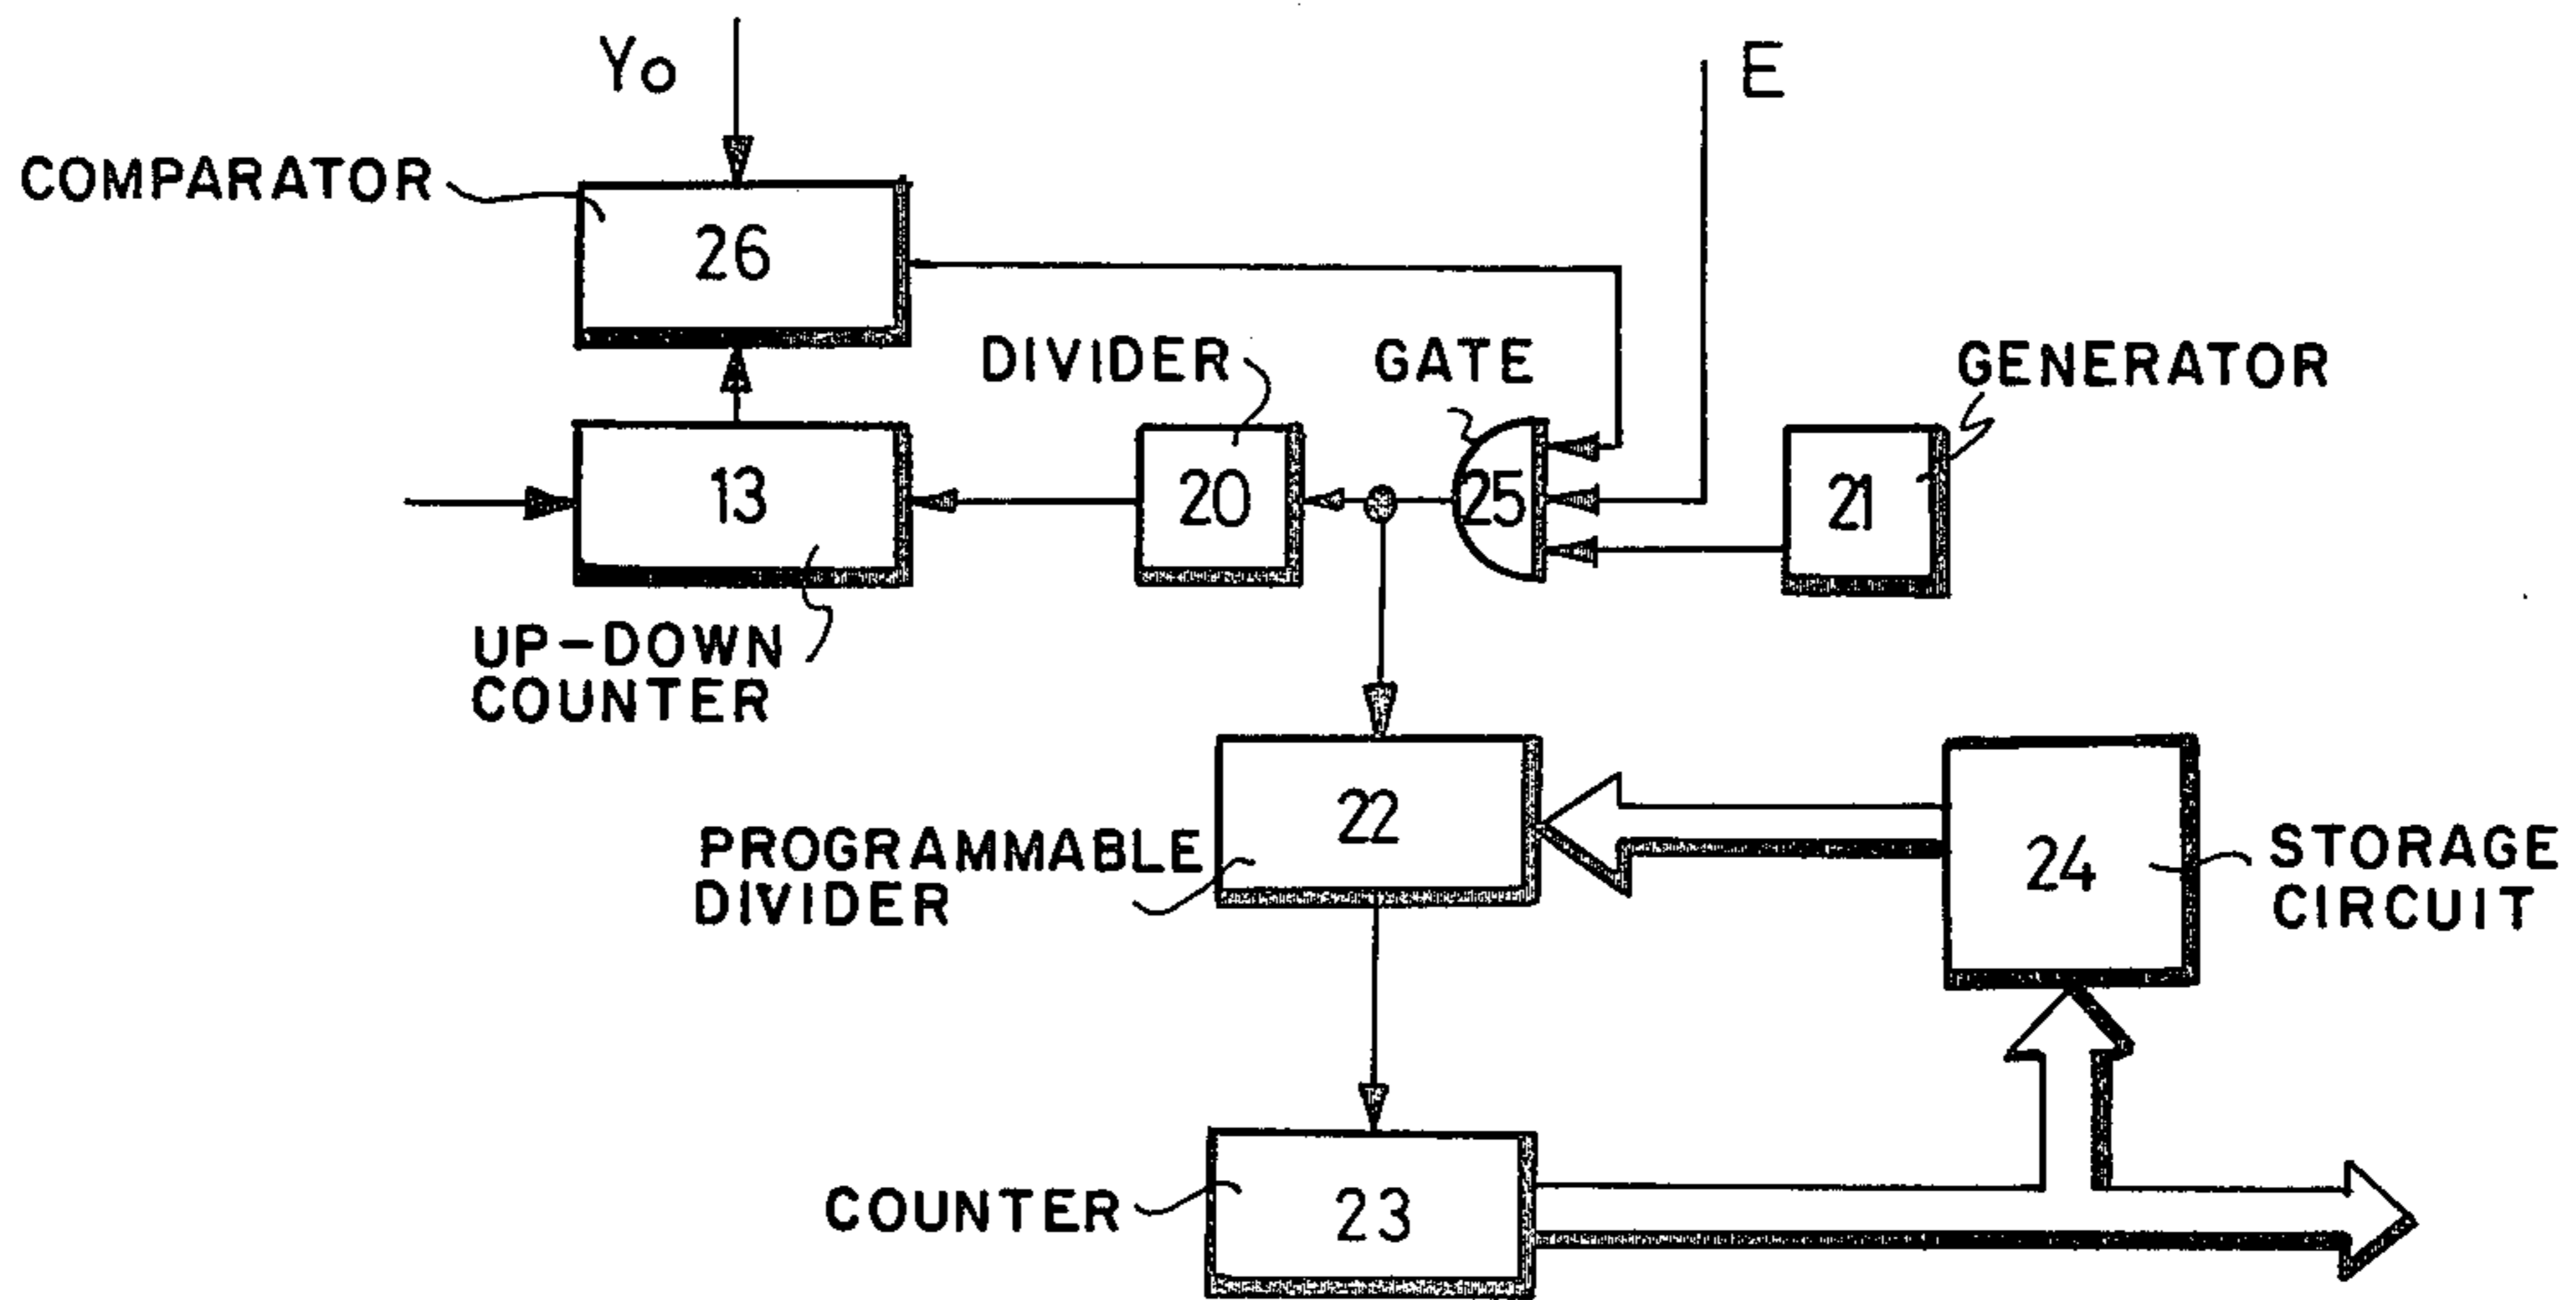 Yo
E
COMPARATOR
26
DIVIDER
GATE
GENERATOR
13
20
25
21
UP-DOWN
COUNTER
22
PROGRAMMABLE
DIVIDER
24
STORAGE
CIRCUIT
COUNTER
23